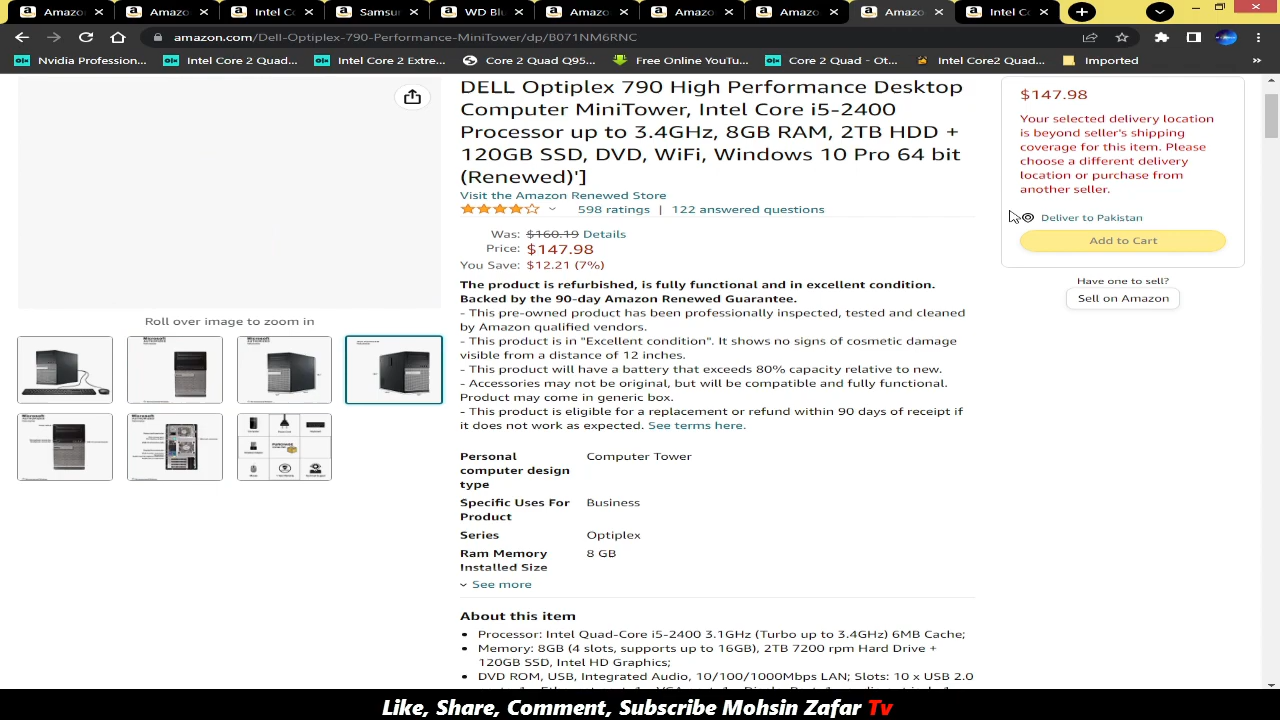 Amazo
Amazo
Intel Co
Samsu
WD Blu
Amazo
Amazo
Amazo
Amazo
Intel Co
amazon.com/Dell-Optiplex-790-Performance-MiniTower/dp/B071NM6RNC
Nvidia Profession... Intel Core 2 Quad... Intel Core 2 Extre... Core 2 Quad Q95... Free Online YouTu... Core 2 Quad - Ot... Intel Core2 Quad... Imported »
DELL Optiplex 790 High Performance Desktop
Computer MiniTower, Intel Core i5-2400
Processor up to 3.4GHz, 8GB RAM, 2TB HDD +
120GB SSD, DVD, WiFi, Windows 10 Pro 64 bit
(Renewed)']
Visit the Amazon Renewed Store
598 ratings | 122 answered questions
Was: $160.19 Details
Price: $147.98
You Save: $12.21 (7%)
The product is refurbished, is fully functional and in excellent condition.
Backed by the 90-day Amazon Renewed Guarantee.
- This pre-owned product has been professionally inspected, tested and cleaned
by Amazon qualified vendors.
- This product is in "Excellent condition". It shows no signs of cosmetic damage
visible from a distance of 12 inches.
- This product will have a battery that exceeds 80% capacity relative to new.
- Accessories may not be original, but will be compatible and fully functional.
Product may come in generic box.
- This product is eligible for a replacement or refund within 90 days of receipt if
it does not work as expected. See terms here.
Personal
computer design
type
Computer Tower
Specific Uses For
Product
Business
Series Optiplex
Ram Memory
Installed Size
8 GB
See more
About this item
• Processor: Intel Quad-Core i5-2400 3.1GHz (Turbo up to 3.4GHz) 6MB Cache;
• Memory: 8GB (4 slots, supports up to 16GB), 2TB 7200 rpm Hard Drive +
120GB SSD, Intel HD Graphics;
• DVD ROM, USB, Integrated Audio, 10/100/1000Mbps LAN; Slots: 10 x USB 2.0
$147.98
Your selected delivery location
is beyond seller's shipping
coverage for this item. Please
choose a different delivery
location or purchase from
another seller.
Deliver to Pakistan
Add to Cart
Have one to sell?
Sell on Amazon
Roll over image to zoom in
Microsoft
Microsoft
Microsoft
Microsoft
Like, Share, Comment, Subscribe Mohsin Zafar Tv